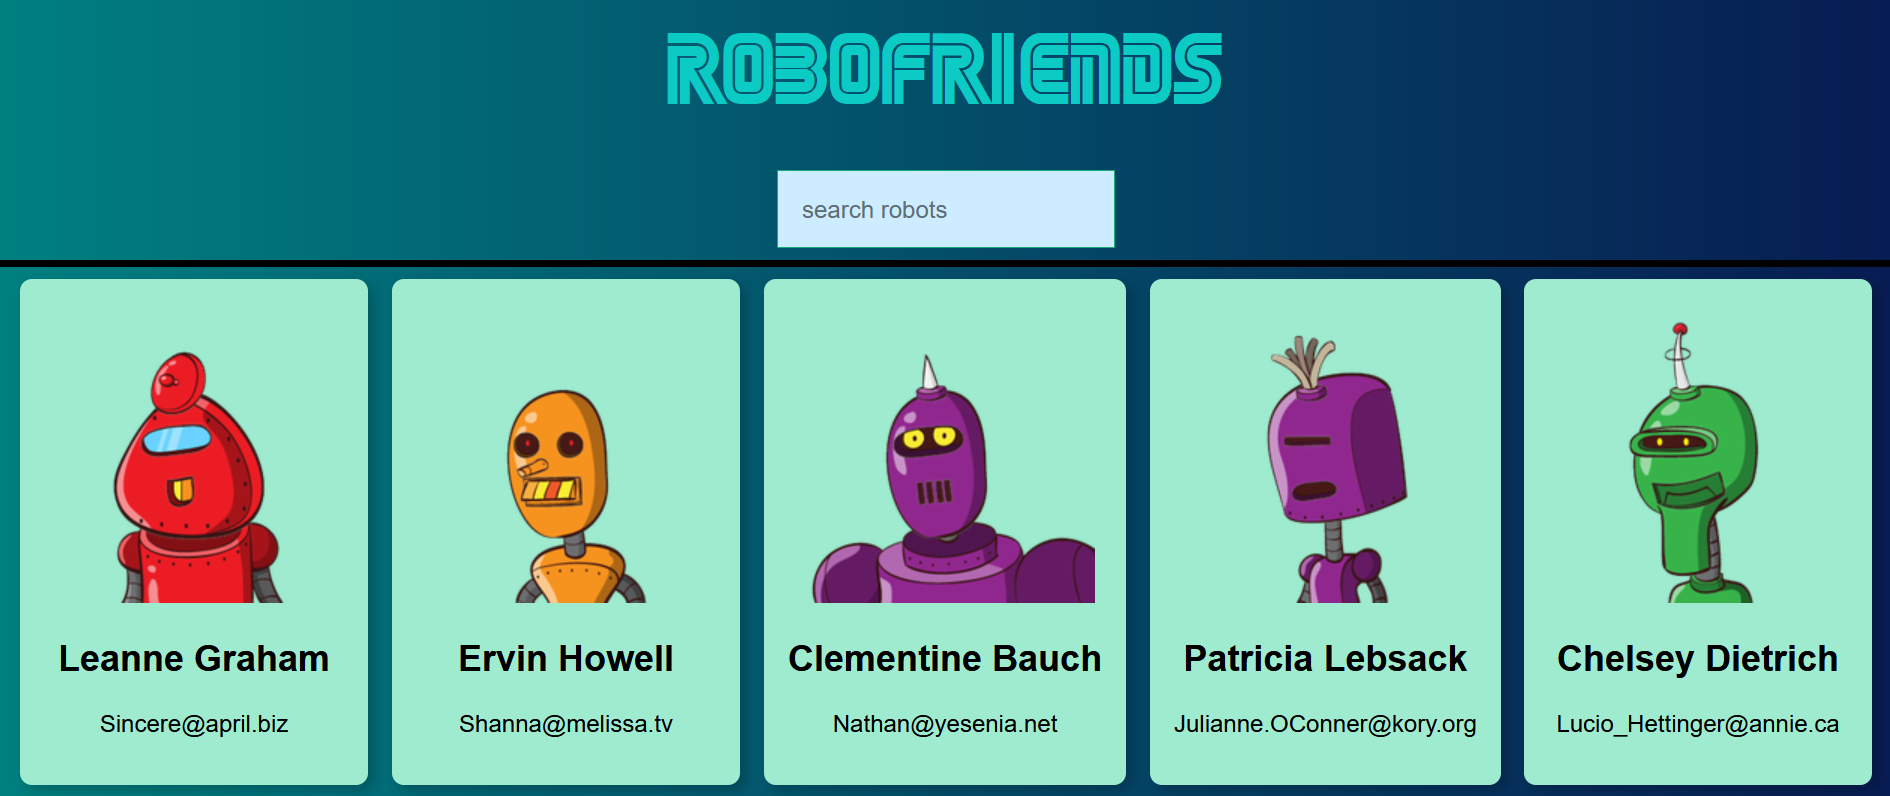 ROBOFRIENDS
search robots
Leanne Graham
Sincere@april.biz
Ervin Howell
Shanna@melissa.tv
Clementine Bauch
Nathan@yesenia.net
Patricia Lebsack
Julianne.OConner@kory.org
Chelsey Dietrich
Lucio_Hettinger@annie.ca